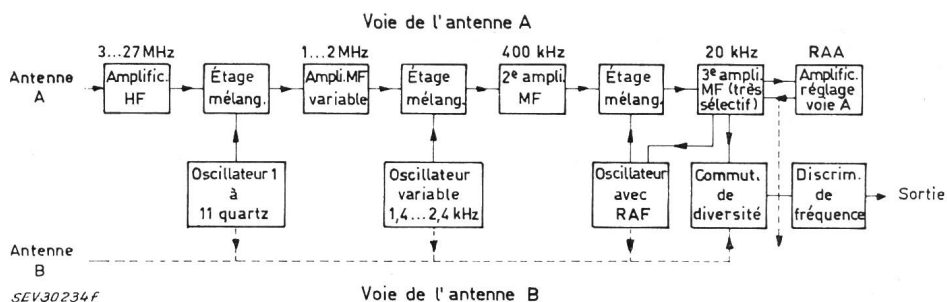 Voie de l'antenne A
3...27 MHz
1...2 MHz
400 kHz
20 kHz
RAA
Antenne
A
Amplific.
HF
Étage
mélang.
Ampli.MF
variable
Étage
mélang.
2e ampli.
MF
Étage
mélang.
3e ampli.
MF (très
sélectif)
Amplific.
réglage
voie A
Oscillateur 1
à
11 quartz
Oscillateur
variable
1,4...2,4 kHz
Oscillateur
avec
RAF
Commut.
de
diversité
Discrim.
de
fréquence
Sortie
Antenne
B
SEV30234F
Voie de l'antenne B